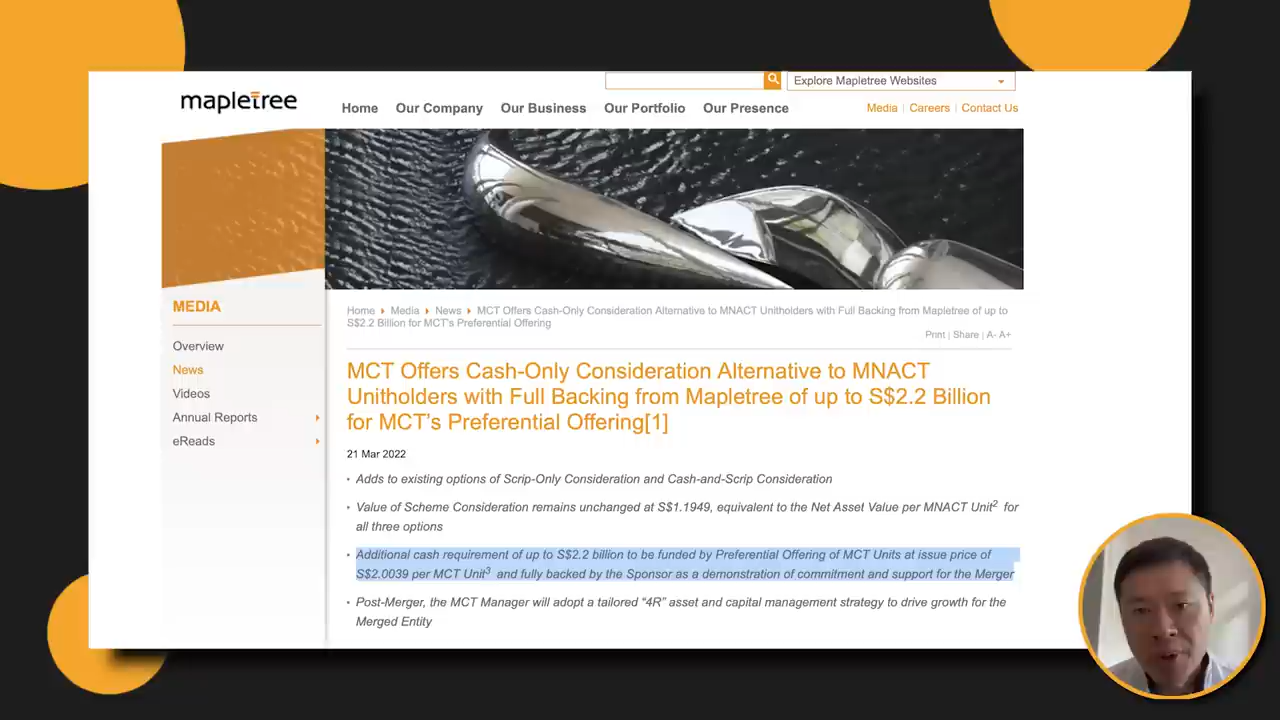 mapletree
Explore Mapletree Websites
Home Our Company Our Business Our Portfolio Our Presence
Media | Careers | Contact Us
MEDIA
Overview
News
Videos
Annual Reports
eReads
Home Media News MCT Offers Cash-Only Consideration Alternative to MNACT Unitholders with Full Backing from Mapletree of up to
S$2.2 Billion for MCT's Preferential Offering
Print | Share | A- A+
MCT Offers Cash-Only Consideration Alternative to MNACT
Unitholders with Full Backing from Mapletree of up to S$2.2 Billion
for MCT's Preferential Offering[1]
21 Mar 2022
Adds to existing options of Scrip-Only Consideration and Cash-and-Scrip Consideration
Value of Scheme Consideration remains unchanged at S$1.1949, equivalent to the Net Asset Value per MNACT Unit2 for
all three options
Additional cash requirement of up to S$2.2 billion to be funded by Preferential Offering of MCT Units at issue price of
S$2.0039 per MCT Unit3 and fully backed by the Sponsor as a demonstration of commitment and support for the Merger
Post-Merger, the MCT Manager will adopt a tailored “4R” asset and capital management strategy to drive growth for the
Merged Entity